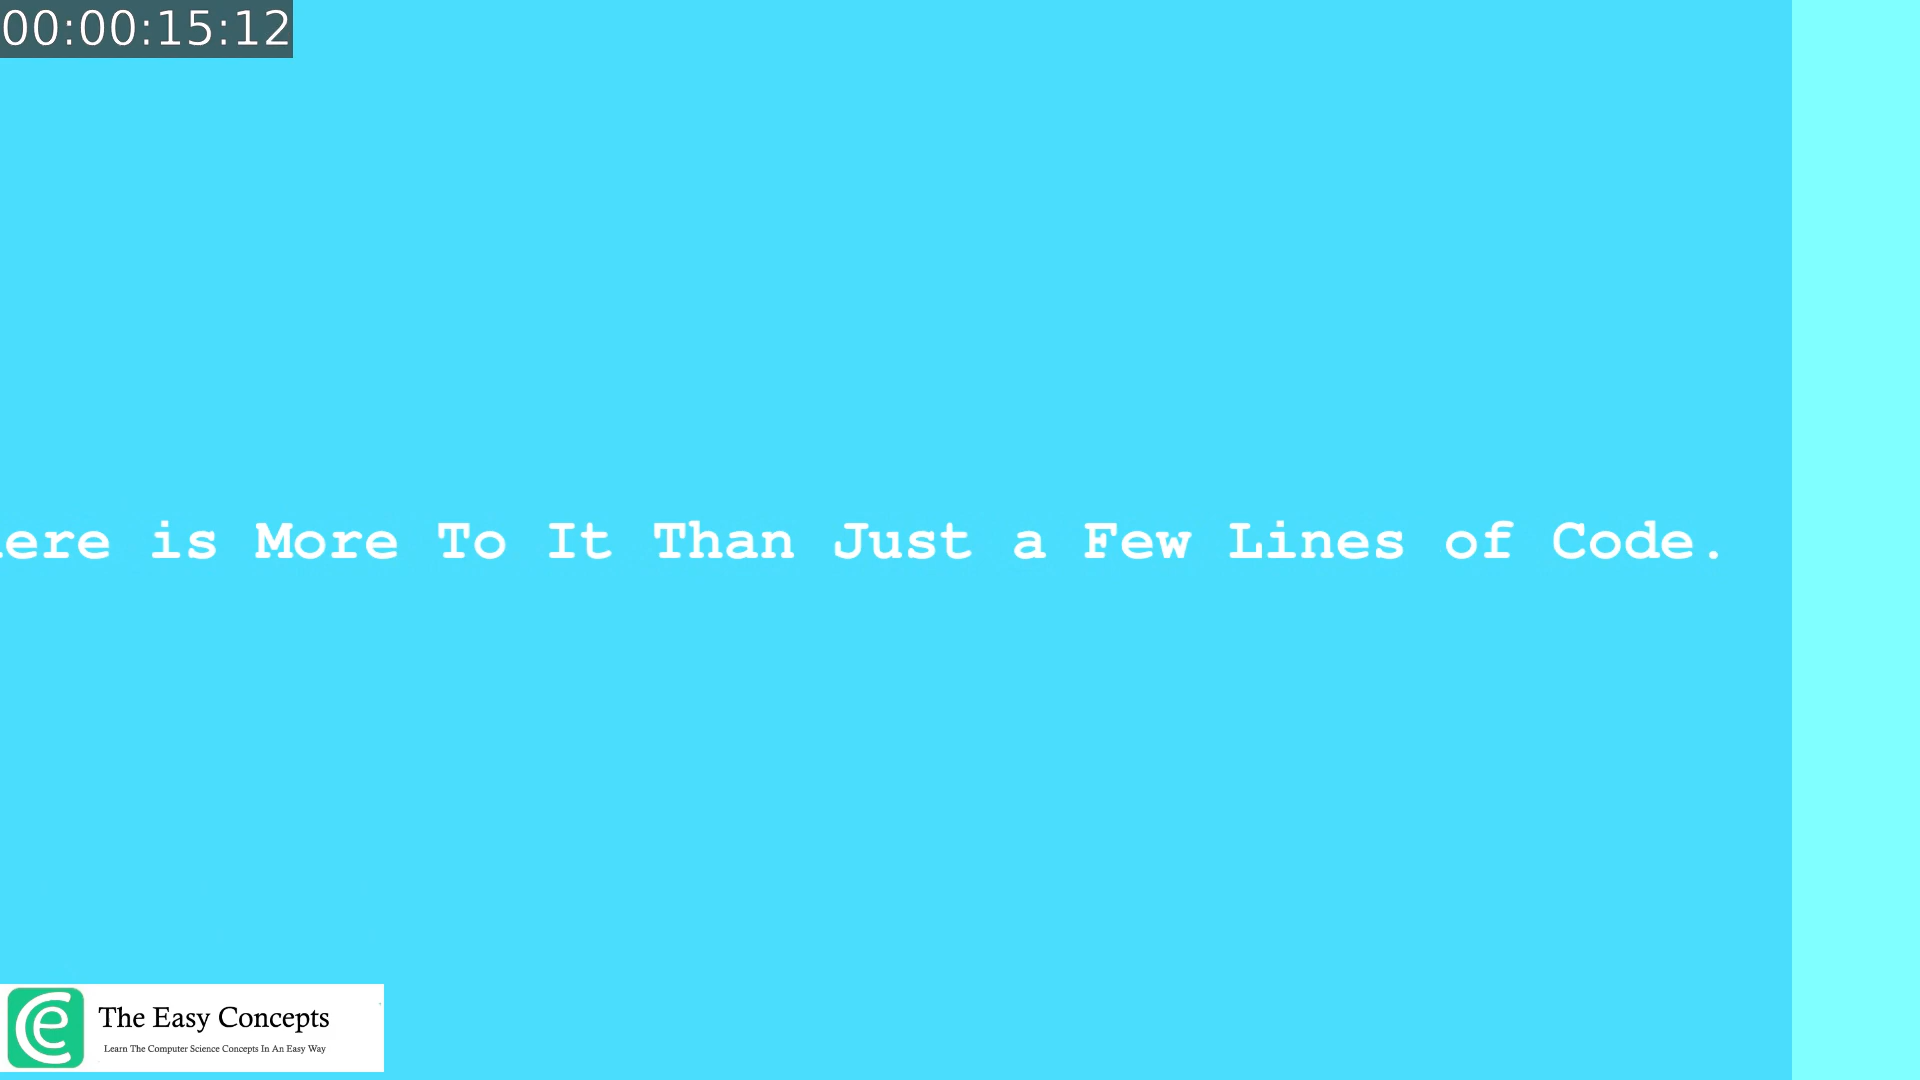 00:00:15:12
ere is More To It Than Just a Few Lines of Code.
The Easy Concepts
Learn The Computer Science Concepts In An Easy Way